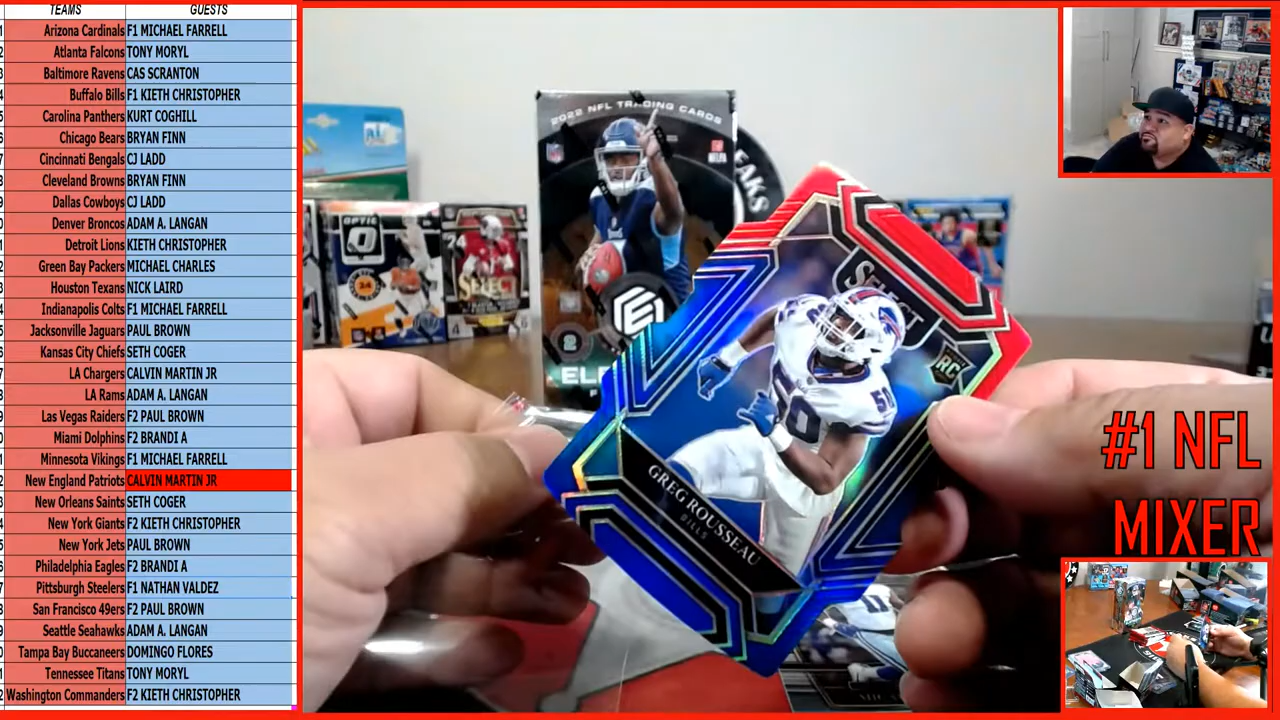 TEAMS GUESTS
Arizona Cardinals F1 MICHAEL FARRELL
Atlanta Falcons TONY MORYL
Baltimore Ravens CAS SCRANTON
Buffalo Bills F1 KIETH CHRISTOPHER
Carolina Panthers KURT COGHILL
Chicago Bears BRYAN FINN
Cincinnati Bengals CJ LADD
Cleveland Browns BRYAN FINN
Dallas Cowboys CJ LADD
Denver Broncos ADAM A. LANGAN
Detroit Lions KIETH CHRISTOPHER
Green Bay Packers MICHAEL CHARLES
Houston Texans NICK LAIRD
Indianapolis Colts F1 MICHAEL FARRELL
Jacksonville Jaguars PAUL BROWN
Kansas City Chiefs SETH COGER
LA Chargers CALVIN MARTIN JR
LA Rams ADAM A. LANGAN
Las Vegas Raiders F2 PAUL BROWN
Miami Dolphins F2 BRANDI A
Minnesota Vikings F1 MICHAEL FARRELL
New England Patriots CALVIN MARTIN JR
New Orleans Saints SETH COGER
New York Giants F2 KIETH CHRISTOPHER
New York Jets PAUL BROWN
Philadelphia Eagles F2 BRANDI A
Pittsburgh Steelers F1 NATHAN VALDEZ
San Francisco 49ers F2 PAUL BROWN
Seattle Seahawks ADAM A. LANGAN
Tampa Bay Buccaneers DOMINGO FLORES
Tennessee Titans TONY MORYL
Washington Commanders F2 KIETH CHRISTOPHER
2022 NFL TRADING CARDS
OPTIC
SELECT
SELECT
RC
50
GREG ROUSSEAU
BILLS
#1 NFL
MIXER